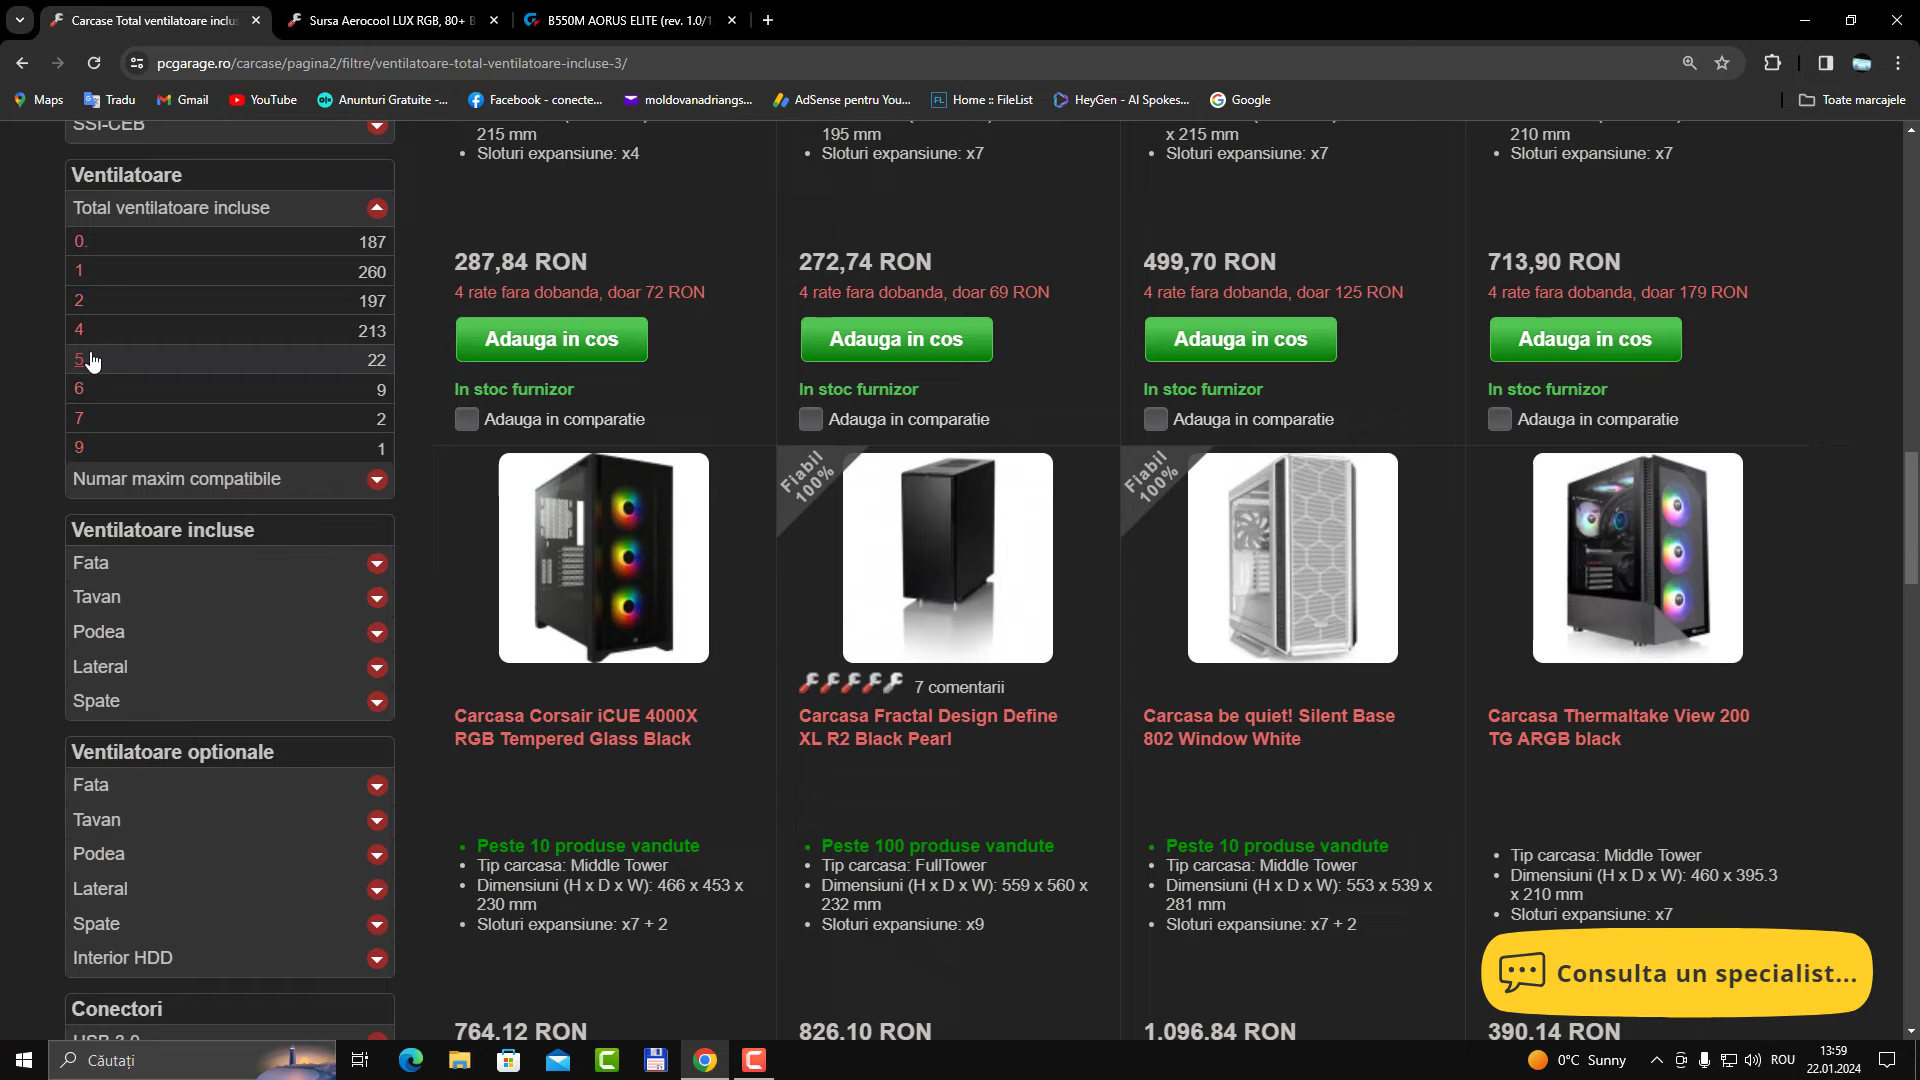 Carcase Total ventilatoare inclu
Sursa Aerocool LUX RGB, 80+ B
B550M AORUS ELITE (rev. 1.0/1
pcgarage.ro/carcase/pagina2/filtre/ventilatoare-total-ventilatoare-incluse-3/
Maps
Tradu
Gmail
YouTube
Anunturi Gratuite -...
Facebook - conecte...
moldovanadriangs...
AdSense pentru You...
FL
Home :: FileList
HeyGen - AI Spokes...
Google
Toate marcajele
SSI-CEB
Ventilatoare
Total ventilatoare incluse
0. 187
1 260
2 197
4 213
5 22
6 9
7 2
9 1
Numar maxim compatibile
Ventilatoare incluse
Fata
Tavan
Podea
Lateral
Spate
Ventilatoare optionale
Fata
Tavan
Podea
Lateral
Spate
Interior HDD
Conectori
USB 3.0
215 mm
Sloturi expansiune: x4
287,84 RON
4 rate fara dobanda, doar 72 RON
Adauga in cos
In stoc furnizor
Adauga in comparatie
195 mm
Sloturi expansiune: x7
272,74 RON
4 rate fara dobanda, doar 69 RON
Adauga in cos
In stoc furnizor
Adauga in comparatie
x 215 mm
Sloturi expansiune: x7
499,70 RON
4 rate fara dobanda, doar 125 RON
Adauga in cos
In stoc furnizor
Adauga in comparatie
210 mm
Sloturi expansiune: x7
713,90 RON
4 rate fara dobanda, doar 179 RON
Adauga in cos
In stoc furnizor
Adauga in comparatie
Carcasa Corsair iCUE 4000X
RGB Tempered Glass Black
Peste 10 produse vandute
Tip carcasa: Middle Tower
Dimensiuni (H x D x W): 466 x 453 x
230 mm
Sloturi expansiune: x7 + 2
764,12 RON
Fiabil
100%
7 comentarii
Carcasa Fractal Design Define
XL R2 Black Pearl
Peste 100 produse vandute
Tip carcasa: FullTower
Dimensiuni (H x D x W): 559 x 560 x
232 mm
Sloturi expansiune: x9
826,10 RON
Fiabil
100%
Carcasa be quiet! Silent Base
802 Window White
Peste 10 produse vandute
Tip carcasa: Middle Tower
Dimensiuni (H x D x W): 553 x 539 x
281 mm
Sloturi expansiune: x7 + 2
1.096,84 RON
Carcasa Thermaltake View 200
TG ARGB black
Tip carcasa: Middle Tower
Dimensiuni (H x D x W): 460 x 395.3
x 210 mm
Sloturi expansiune: x7
390,14 RON
Consulta un specialist...
Căutați
0°C Sunny
ROU
13:59
22.01.2024